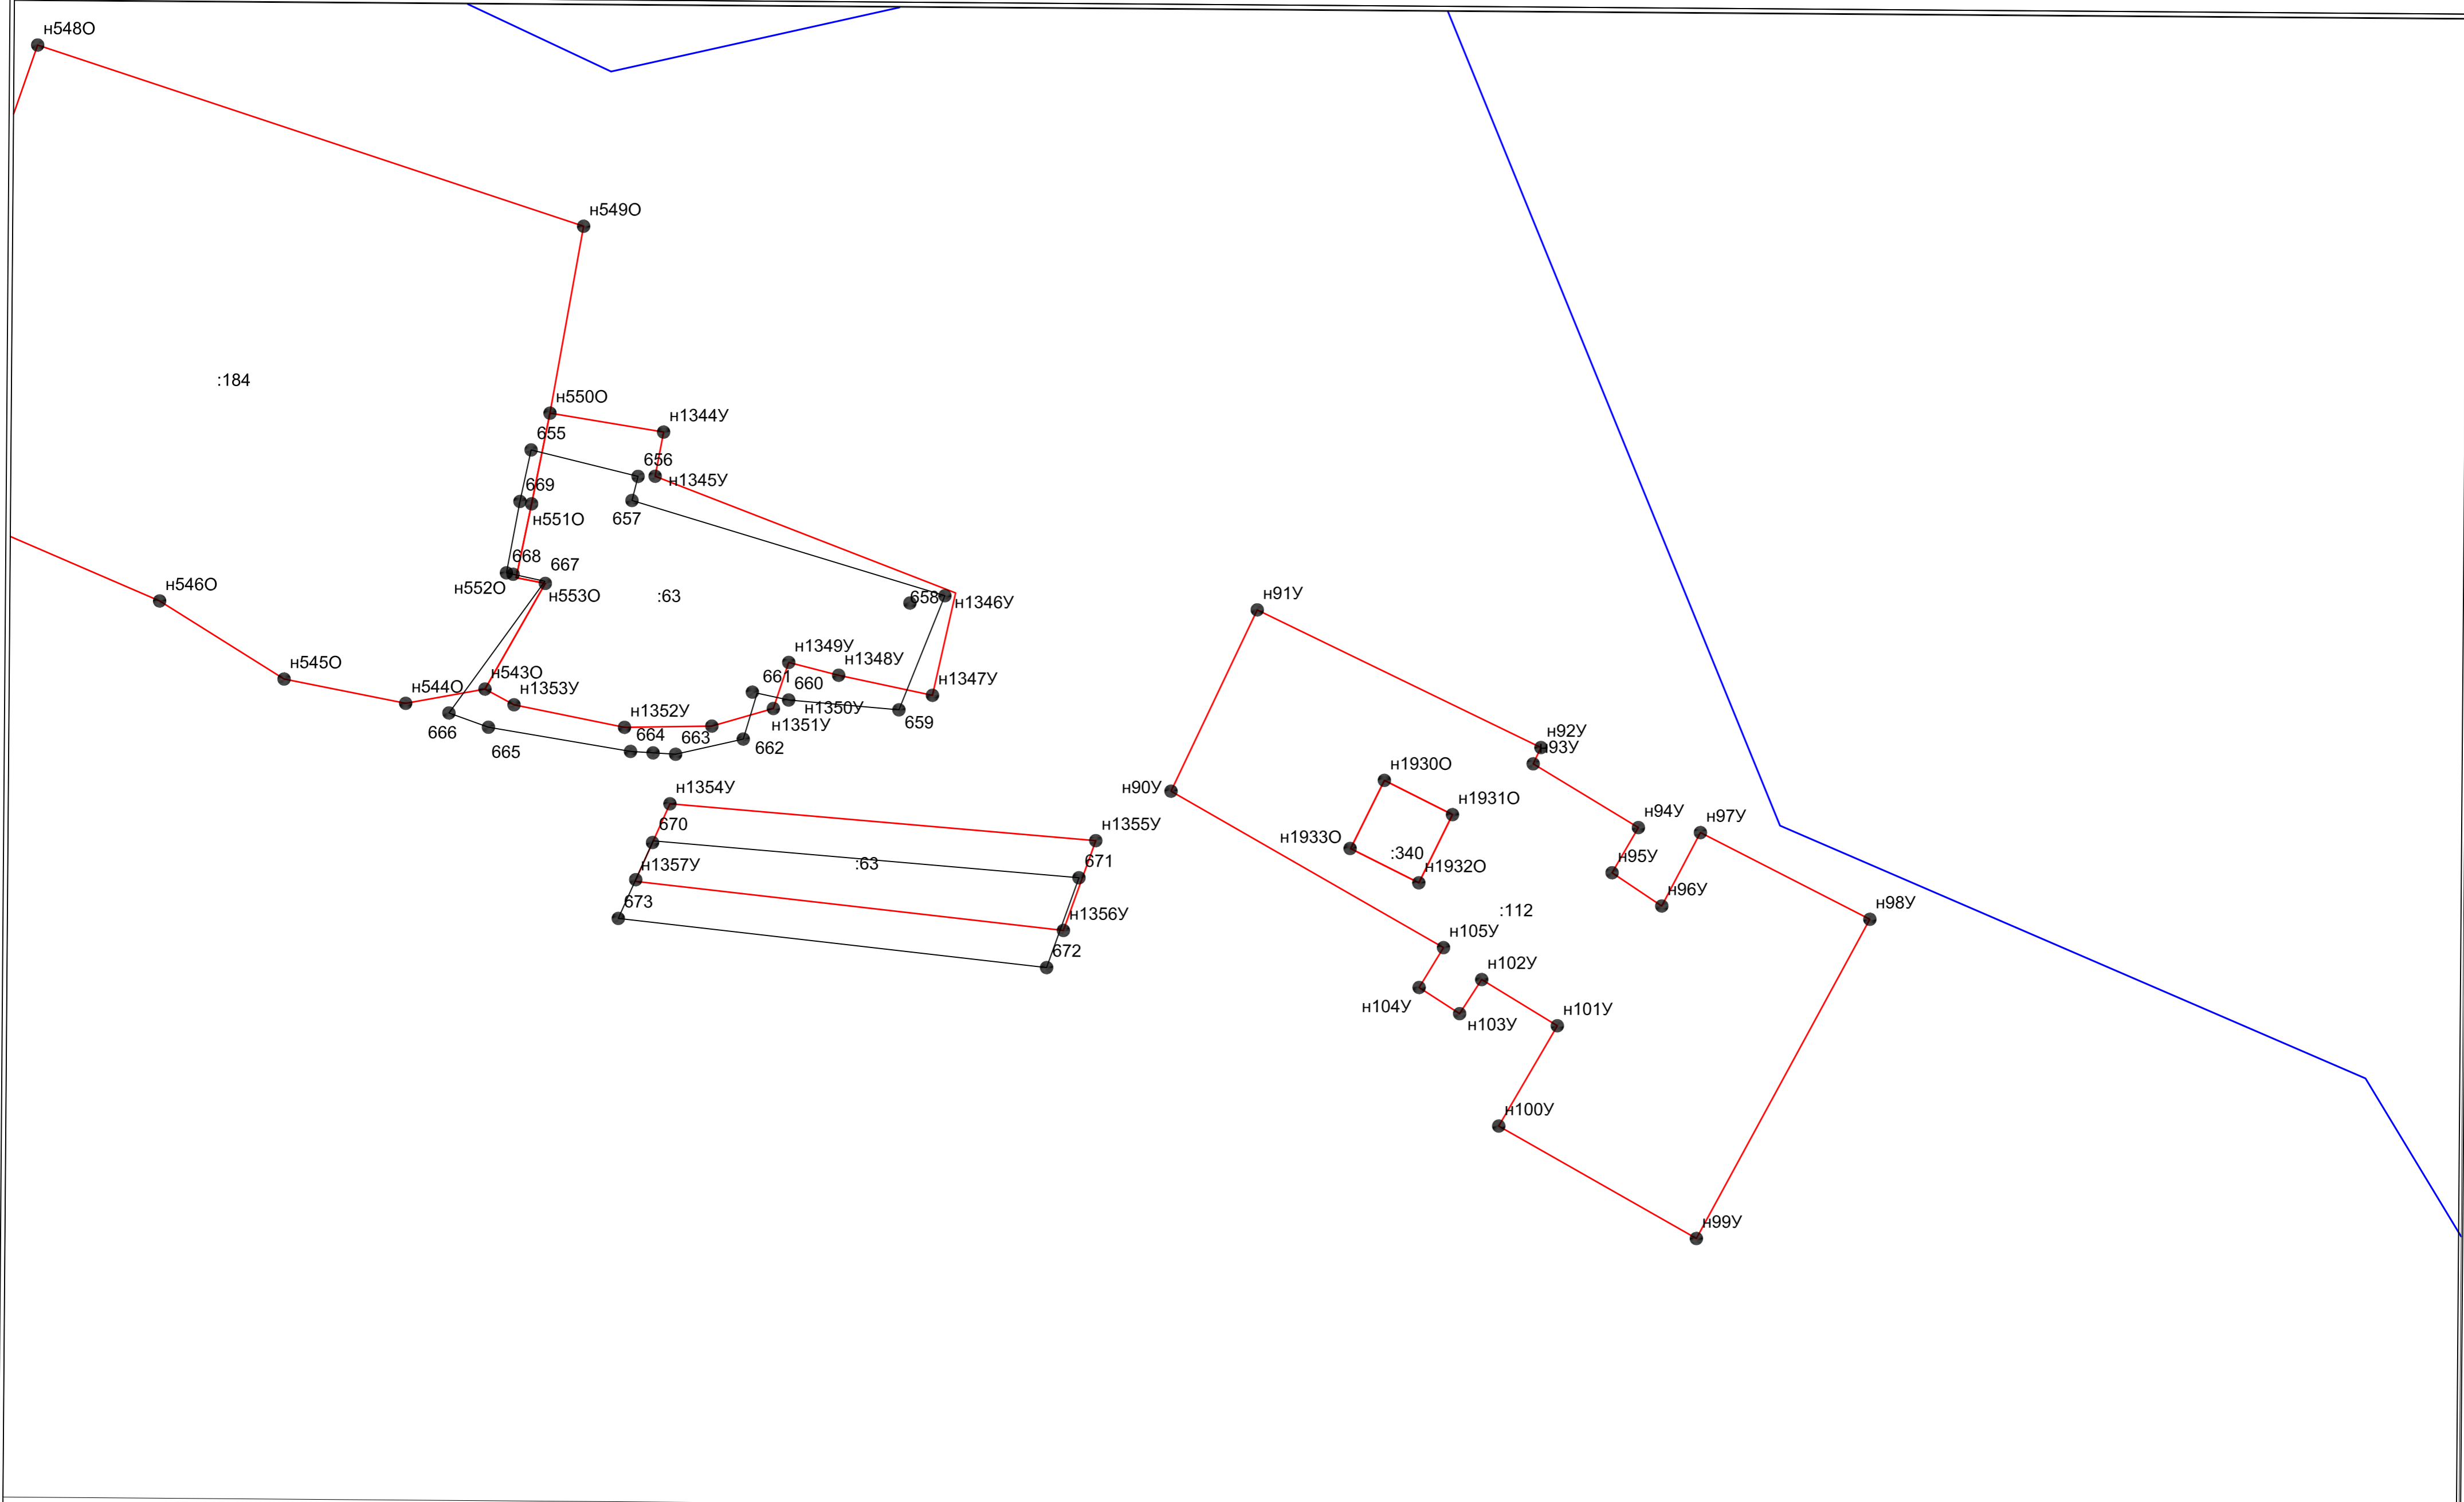 н548О
н549О
:184
н550О
н1344У
655
656
н1345У
669
657
н551О
668
667
н552О
н553О
:63
658
н1346У
н546О
н91У
н545О
н1349У
н1348У
н543О
661
660
н1347У
н544О
н1353У
н1350У
н1352У
н1351У
659
666
665
664
663
662
н92У
н93У
н1930О
н90У
н1354У
н1931О
н94У
н97У
670
н1355У
н1933О
:340
671
:63
н1357У
н1932О
н95У
н96У
673
н1356У
:112
н98У
672
н105У
н102У
н104У
н103У
н101У
н100У
н99У